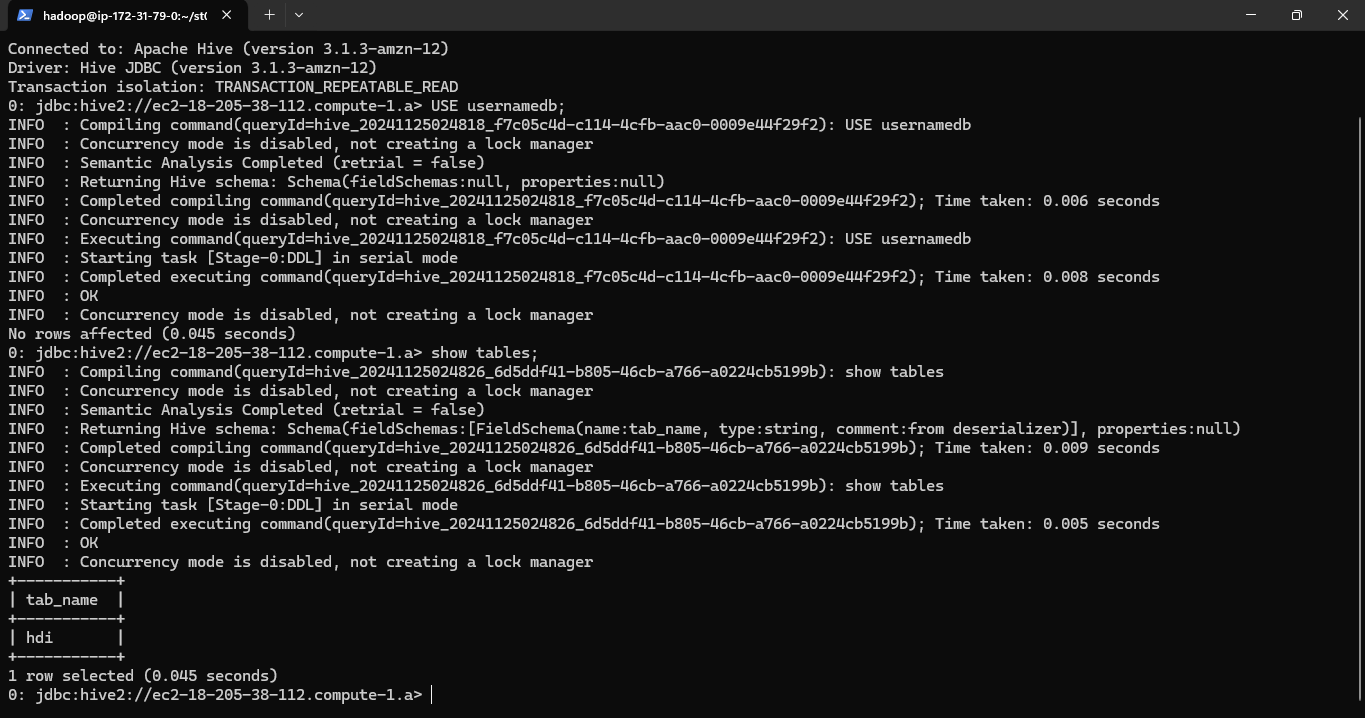 hadoop@ip-172-31-79-0:~/st(
Connected to: Apache Hive (version 3.1.3-amzn-12)
Driver: Hive JDBC (version 3.1.3-amzn-12)
Transaction isolation: TRANSACTION_REPEATABLE_READ
0: jdbc:hive2://ec2-18-205-38-112.compute-1.a> USE usernamedb;
INFO  : Compiling command(queryId=hive_20241125024818_f7c05c4d-c114-4cfb-aac0-0009e44f29f2): USE usernamedb
INFO  : Concurrency mode is disabled, not creating a lock manager
INFO  : Semantic Analysis Completed (retrial = false)
INFO  : Returning Hive schema: Schema(fieldSchemas:null, properties:null)
INFO  : Completed compiling command(queryId=hive_20241125024818_f7c05c4d-c114-4cfb-aac0-0009e44f29f2); Time taken: 0.006 seconds
INFO  : Concurrency mode is disabled, not creating a lock manager
INFO  : Executing command(queryId=hive_20241125024818_f7c05c4d-c114-4cfb-aac0-0009e44f29f2): USE usernamedb
INFO  : Starting task [Stage-0:DDL] in serial mode
INFO  : Completed executing command(queryId=hive_20241125024818_f7c05c4d-c114-4cfb-aac0-0009e44f29f2); Time taken: 0.008 seconds
INFO  : OK
INFO  : Concurrency mode is disabled, not creating a lock manager
No rows affected (0.045 seconds)
0: jdbc:hive2://ec2-18-205-38-112.compute-1.a> show tables;
INFO  : Compiling command(queryId=hive_20241125024826_6d5ddf41-b805-46cb-a766-a0224cb5199b): show tables
INFO  : Concurrency mode is disabled, not creating a lock manager
INFO  : Semantic Analysis Completed (retrial = false)
INFO  : Returning Hive schema: Schema(fieldSchemas:[FieldSchema(name:tab_name, type:string, comment:from deserializer)], properties:null)
INFO  : Completed compiling command(queryId=hive_20241125024826_6d5ddf41-b805-46cb-a766-a0224cb5199b); Time taken: 0.009 seconds
INFO  : Concurrency mode is disabled, not creating a lock manager
INFO  : Executing command(queryId=hive_20241125024826_6d5ddf41-b805-46cb-a766-a0224cb5199b): show tables
INFO  : Starting task [Stage-0:DDL] in serial mode
INFO  : Completed executing command(queryId=hive_20241125024826_6d5ddf41-b805-46cb-a766-a0224cb5199b); Time taken: 0.005 seconds
INFO  : OK
INFO  : Concurrency mode is disabled, not creating a lock manager
+-----------+
| tab_name  |
+-----------+
| hdi       |
+-----------+
1 row selected (0.045 seconds)
0: jdbc:hive2://ec2-18-205-38-112.compute-1.a>